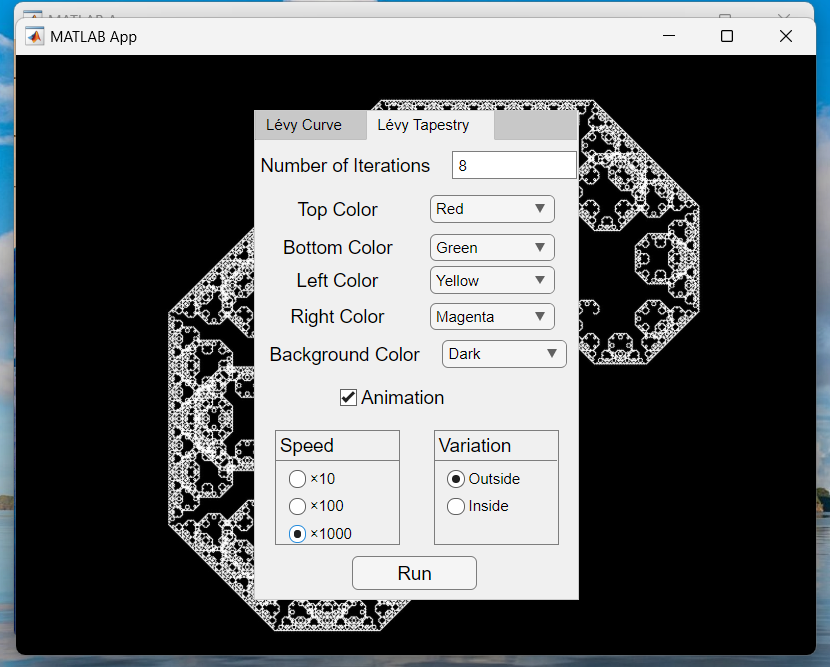 MATLAB App
Lévy Curve Lévy Tapestry
Number of Iterations 8
Top Color Red
Bottom Color Green
Left Color Yellow
Right Color Magenta
Background Color Dark
Animation
Speed Variation
×10 Outside
×100 Inside
×1000
Run